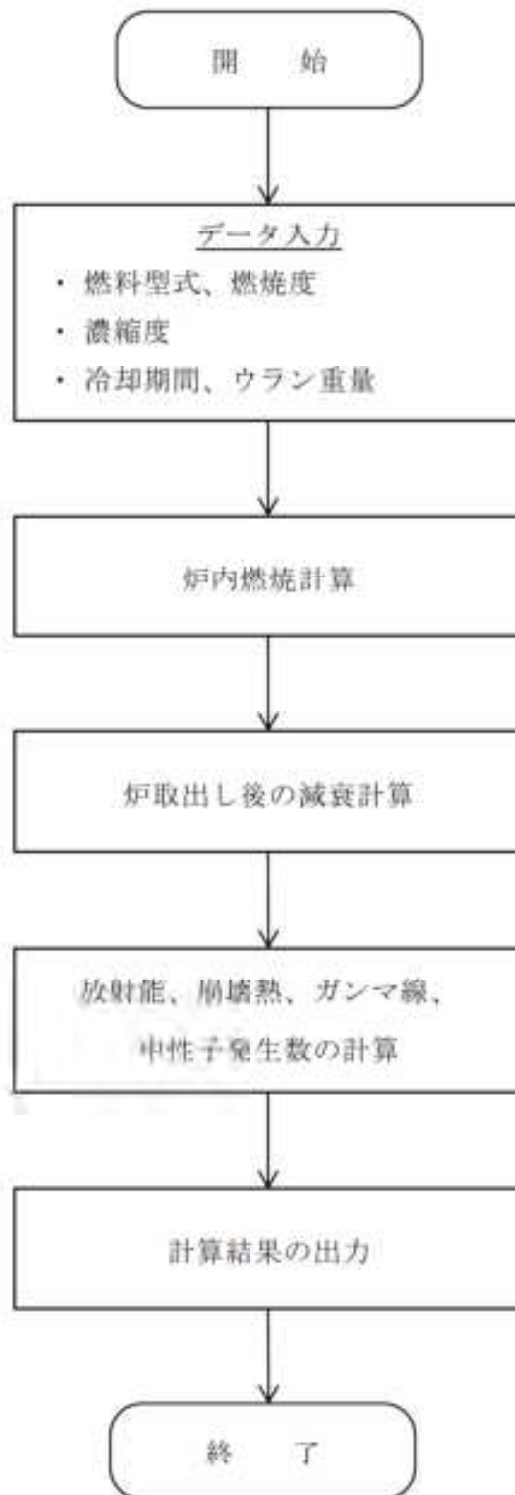 開　　始
データ入力
・ 燃料型式、燃焼度
・ 濃縮度
・ 冷却期間、ウラン重量
炉内燃焼計算
炉取出し後の減衰計算
放射能、崩壊熱、ガンマ線、
中性子発生数の計算
計算結果の出力
終　　了